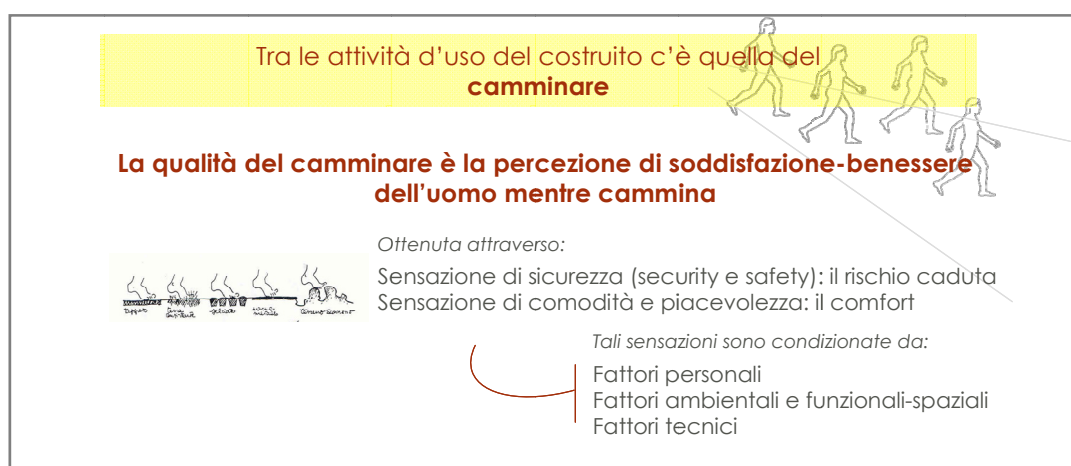 Tra le attività d’uso del costruito c’è quella del
camminare
La qualità del camminare è la percezione di soddisfazione-benessere
dell’uomo mentre cammina
Ottenuta attraverso:
Sensazione di sicurezza (security e safety): il rischio caduta
Sensazione di comodità e piacevolezza: il comfort
Tali sensazioni sono condizionate da:
Fattori personali
Fattori ambientali e funzionali-spaziali
Fattori tecnici